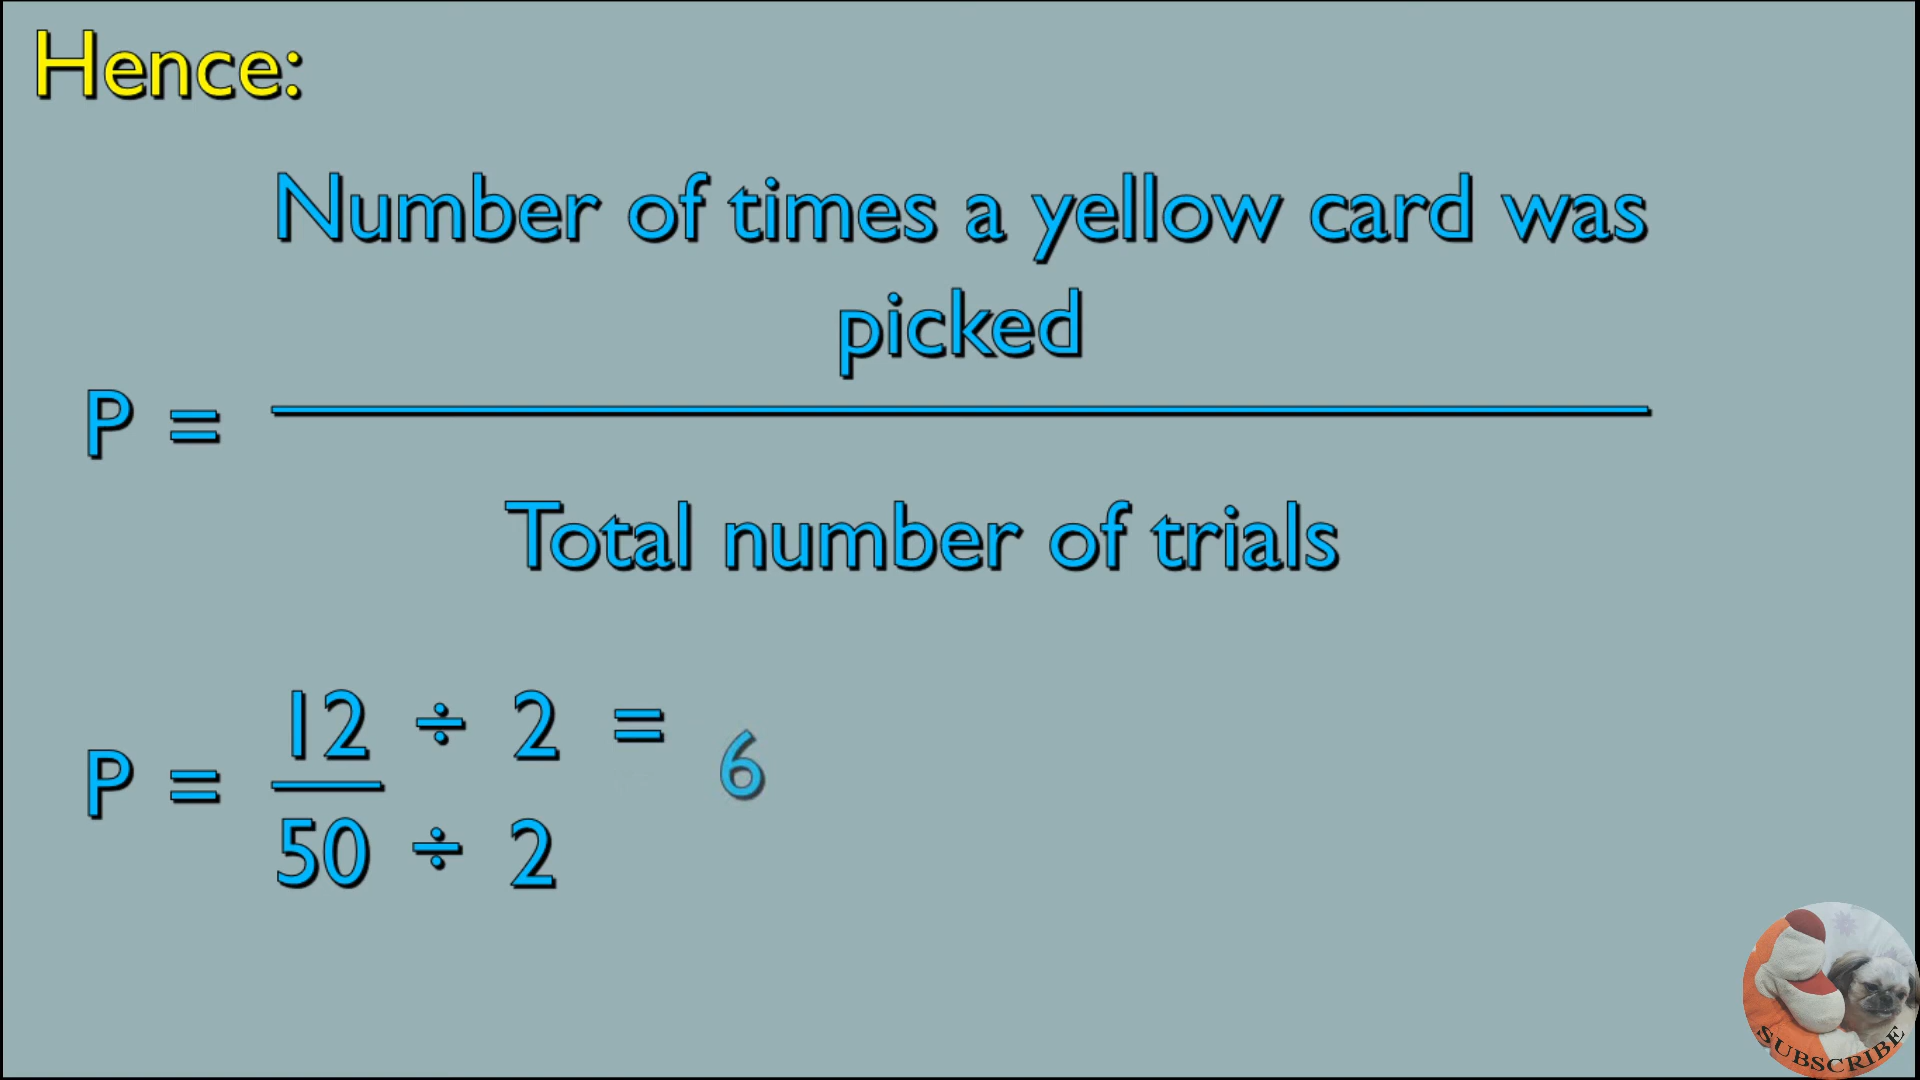 Hence:
Number of times a yellow card was
picked
P =
Total number of trials
12 ÷ 2 = 6
P =
50 ÷ 2
SUBSCRIBE